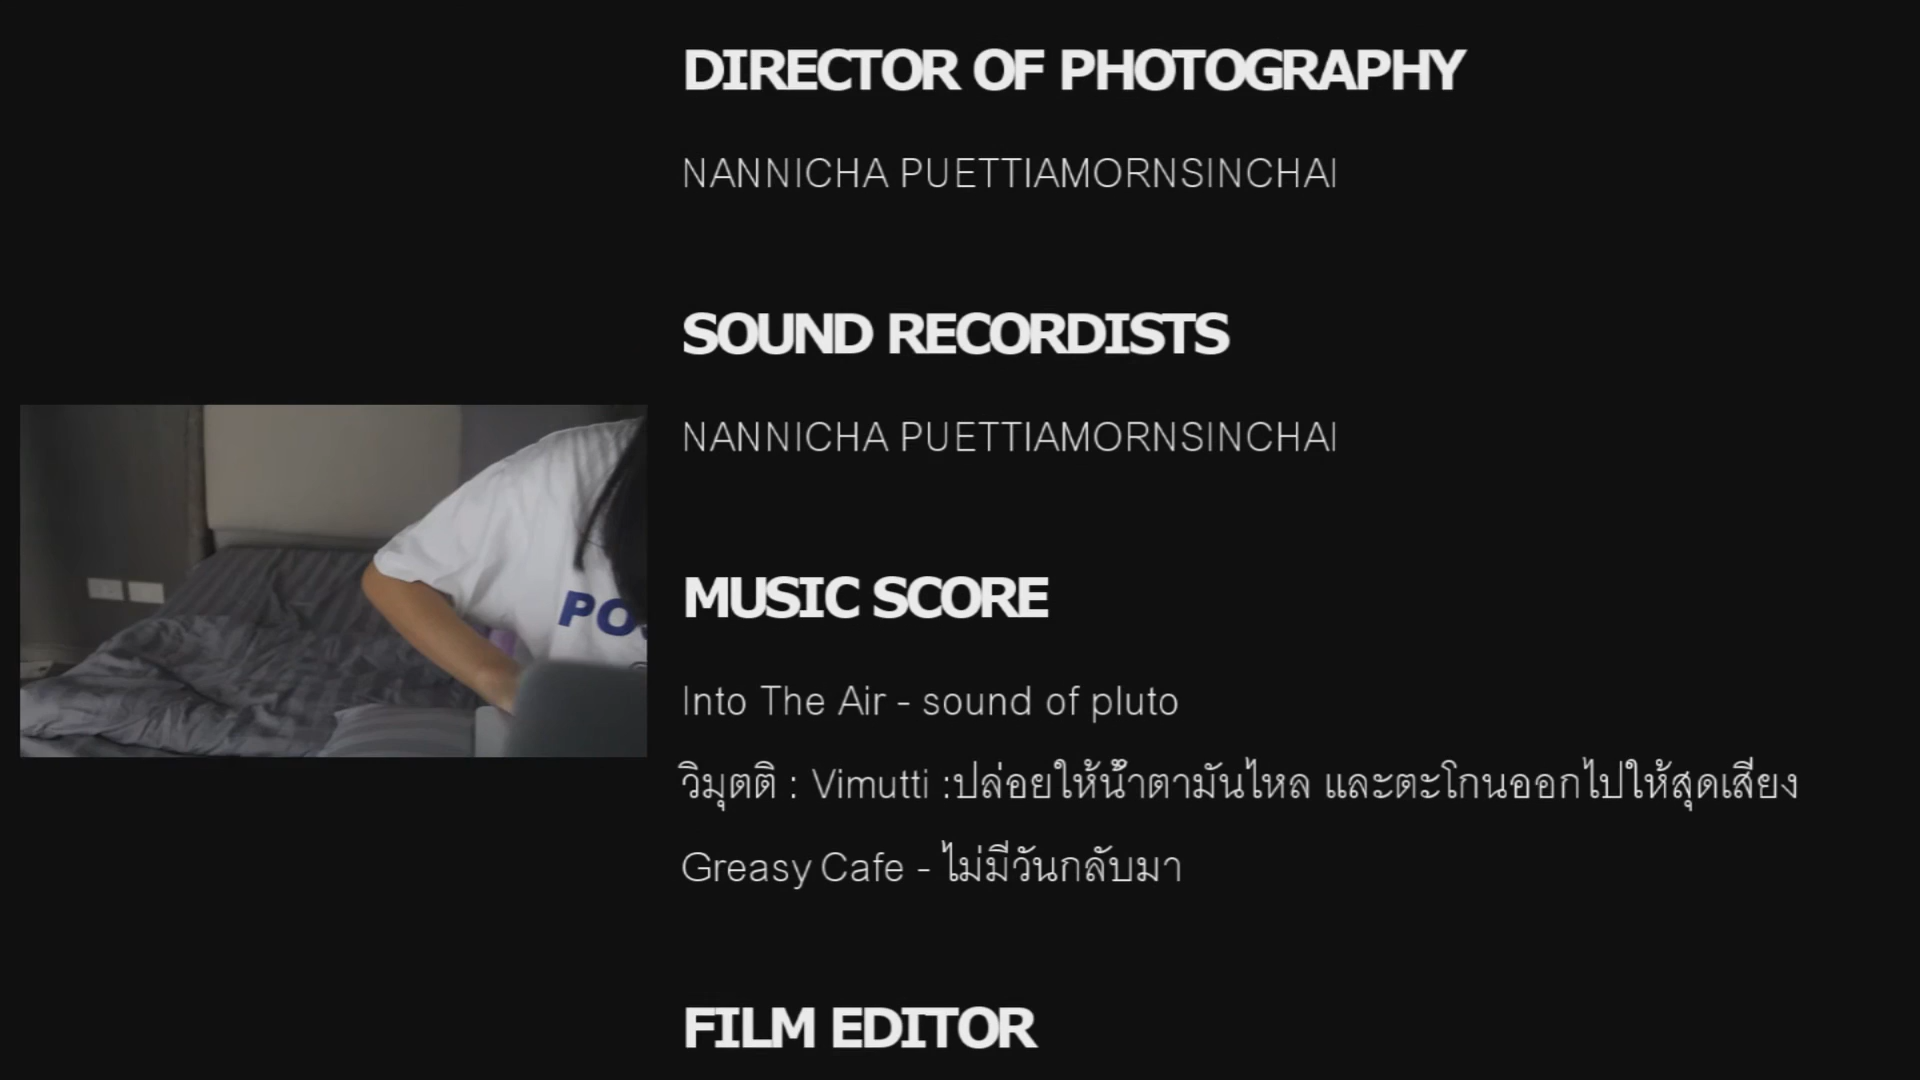 DIRECTOR OF PHOTOGRAPHY
NANNICHA PUETTIAMORNSINCHAI
SOUND RECORDISTS
NANNICHA PUETTIAMORNSINCHAI
MUSIC SCORE
Into The Air - sound of pluto
วิมุตติ : Vimutti :ปล่อยให้น้ำตามันไหล และตะโกนออกไปให้สุดเสียง
Greasy Cafe - ไม่มีวันกลับมา
FILM EDITOR